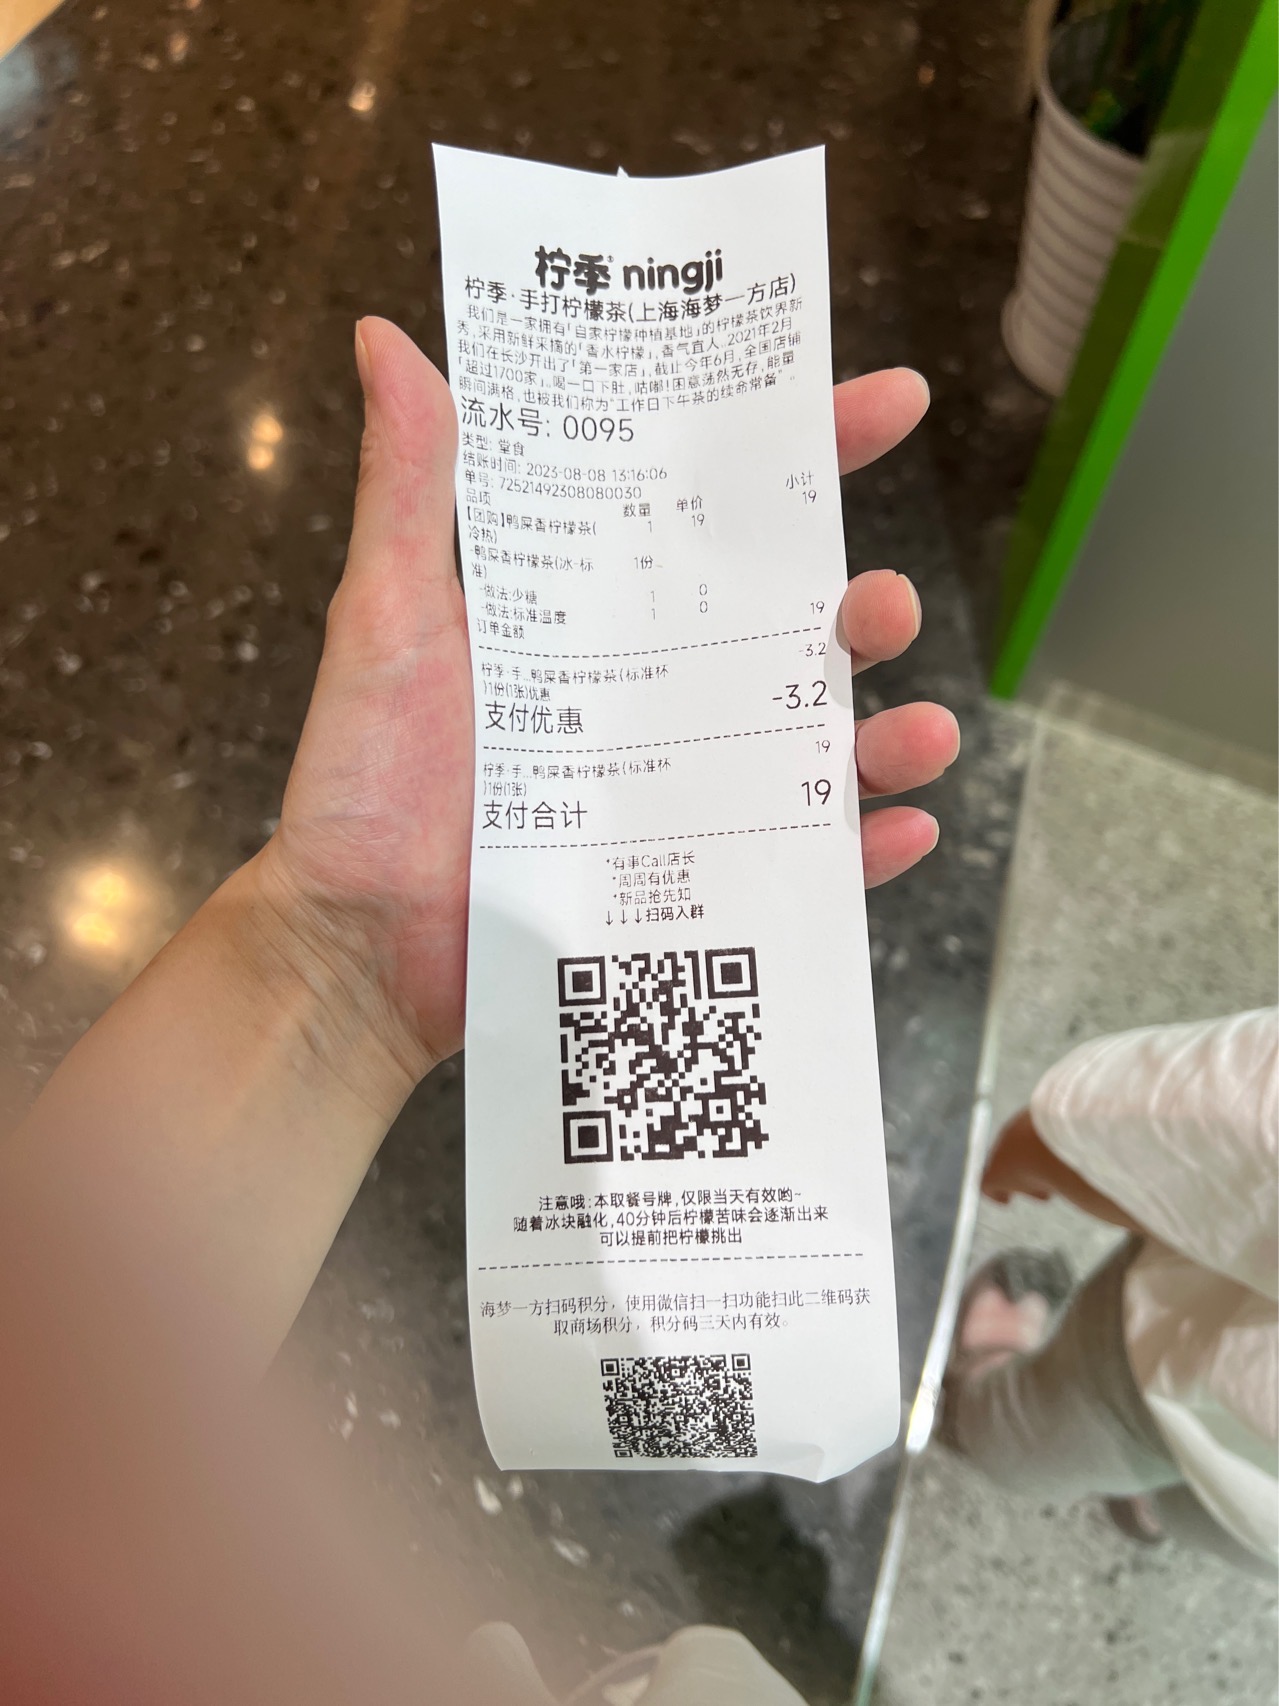 柠季 ningji
柠季·手打柠檬茶(上海海梦一方店)
我们是一家拥有「自家柠檬种植基地」的柠檬茶饮界新
秀,采用新鲜采摘的「香水柠檬」,香气宜人。2021年2月
我们在长沙开出了「第一家店」,截止今年6月,全国店铺
「超过1700家」。喝一口下肚,咕嘟!困意荡然无存,能量
瞬间满格,也被我们称为"工作日下午茶的续命常备"。
流水号: 0095
类型: 堂食
结账时间: 2023-08-08 13:16:06
单号: 72521492308080030
品项 数量 单价 小计
【团购】鸭屎香柠檬茶( 1 19 19
冷热)
-鸭屎香柠檬茶(冰-标 1份
准)
-做法:少糖 1 0
-做法:标准温度 1 0
订单金额 19
柠季·手...鸭屎香柠檬茶(标准杯 -3.2
)1份(1张)优惠
支付优惠 -3.2
柠季·手...鸭屎香柠檬茶(标准杯 19
)1份(1张)
支付合计 19
*有事Call店长
*周周有优惠
*新品抢先知
↓↓↓扫码入群
注意哦:本取餐号牌,仅限当天有效哟~
随着冰块融化,40分钟后柠檬苦味会逐渐出来
可以提前把柠檬挑出
海梦一方扫码积分，使用微信扫一扫功能扫此二维码获
取商场积分，积分码三天内有效。